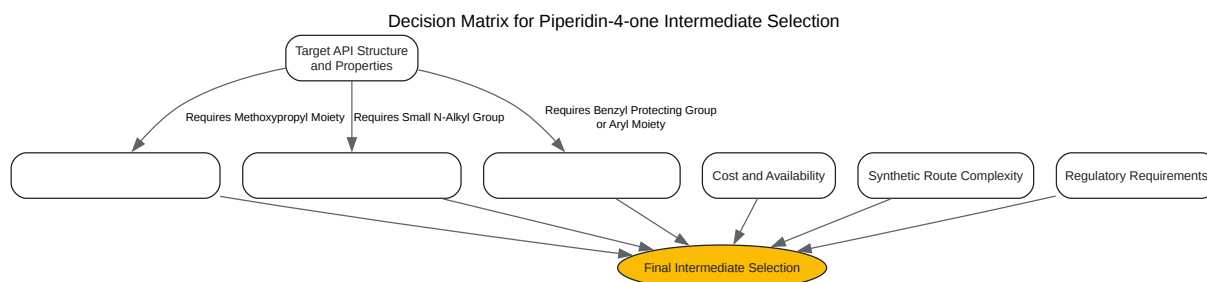 Decision Matrix for Piperidin-4-one Intermediate Selection
Target API Structure
and Properties
Requires Methoxypropyl Moiety
Requires Small N-Alkyl Group
Requires Benzyl Protecting Group
or Aryl Moiety
Cost and Availability
Synthetic Route Complexity
Regulatory Requirements
Final Intermediate Selection